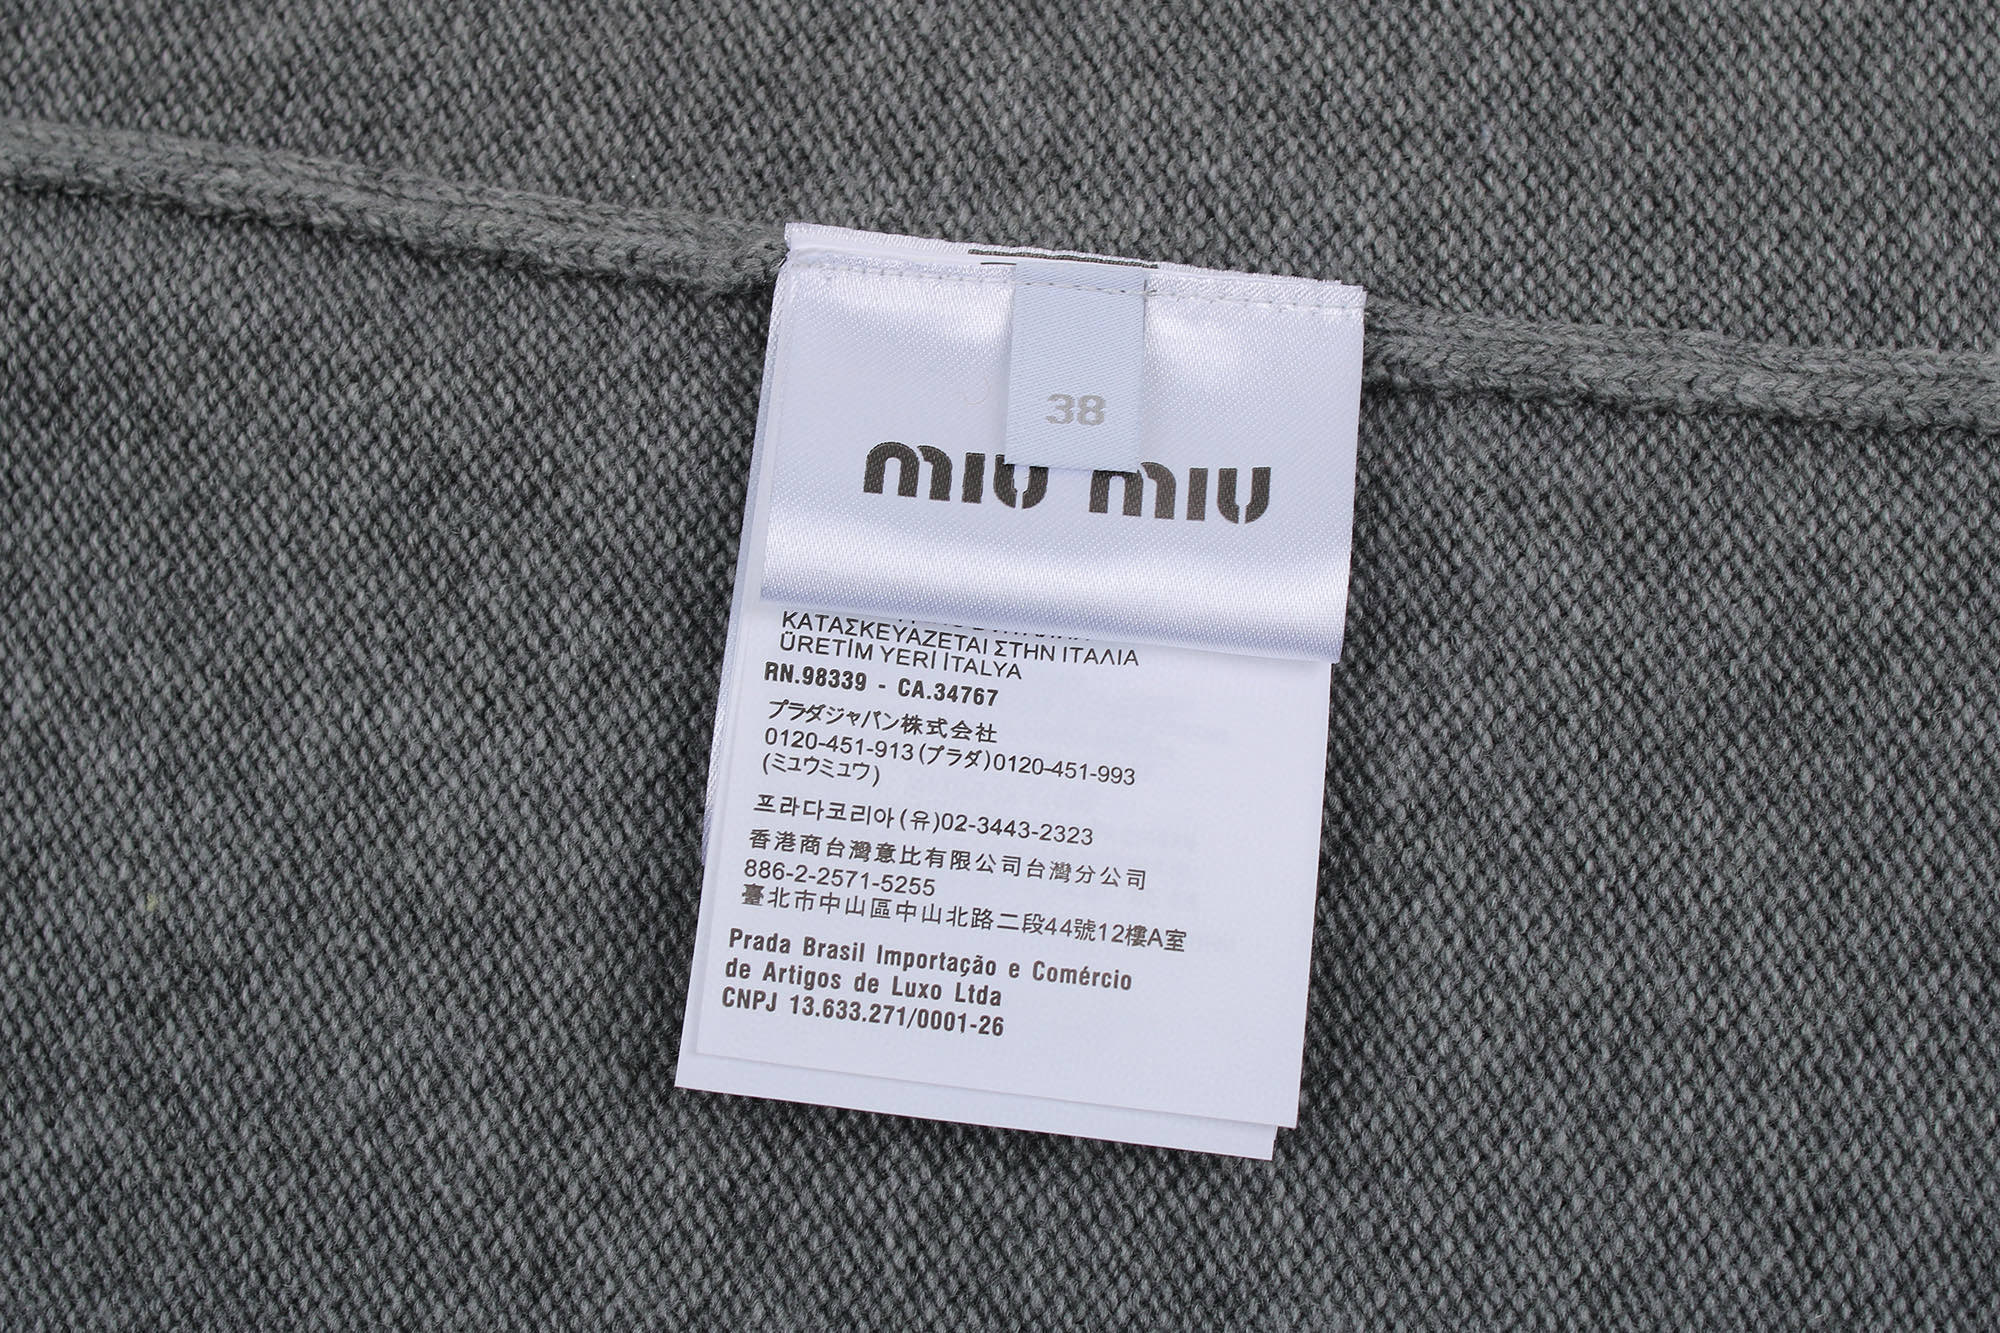 38
miu miu
ΚΑΤΑΣΚΕΥΑΖΕΤΑΙ ΣΤΗΝ ΙΤΑΛΙΑ
ÜRETİM YERİ İTALYA
RN.98339 - CA.34767
プラダジャパン株式会社
0120-451-913(プラダ)0120-451-993
(ミュウミュウ)
프라다코리아(유)02-3443-2323
香港商台灣意比有限公司台灣分公司
886-2-2571-5255
臺北市中山區中山北路二段44號12樓A室
Prada Brasil Importação e Comércio
de Artigos de Luxo Ltda
CNPJ 13.633.271/0001-26